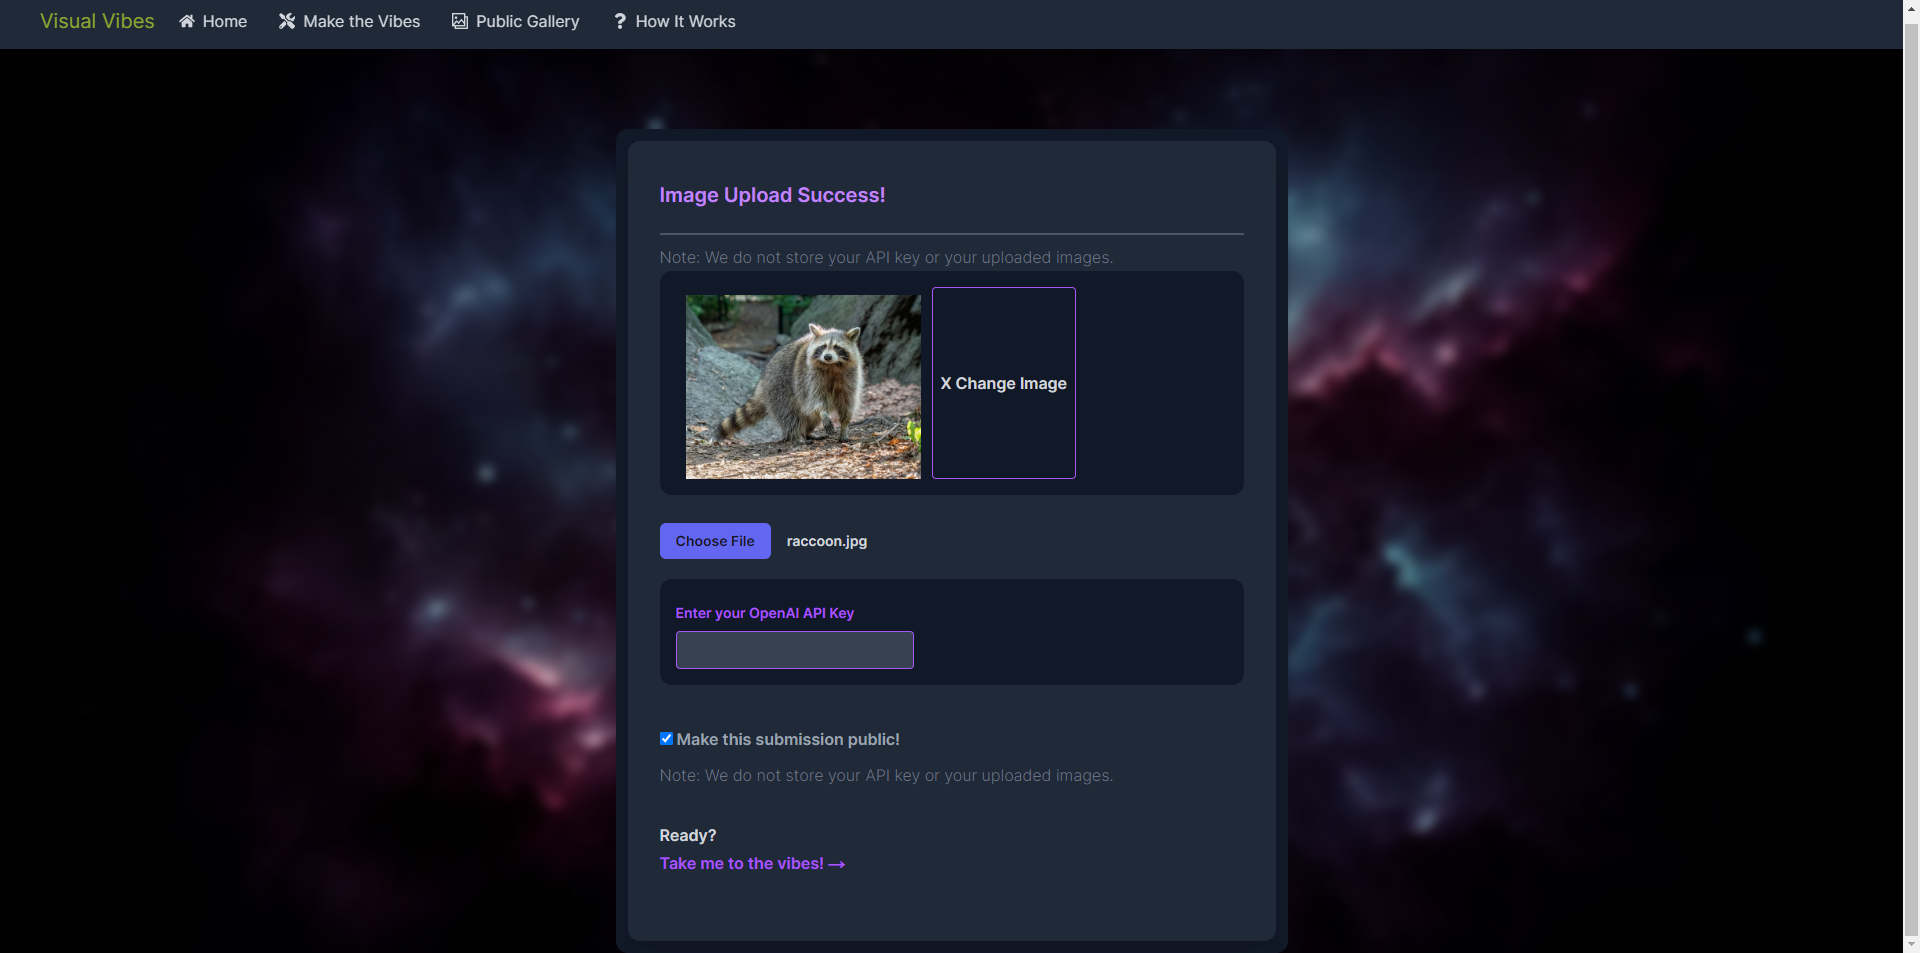 Visual Vibes Home Make the Vibes Public Gallery ? How It Works
Image Upload Success!
Note: We do not store your API key or your uploaded images.
X Change Image
Choose File raccoon.jpg
Enter your OpenAI API Key
Make this submission public!
Note: We do not store your API key or your uploaded images.
Ready?
Take me to the vibes! →